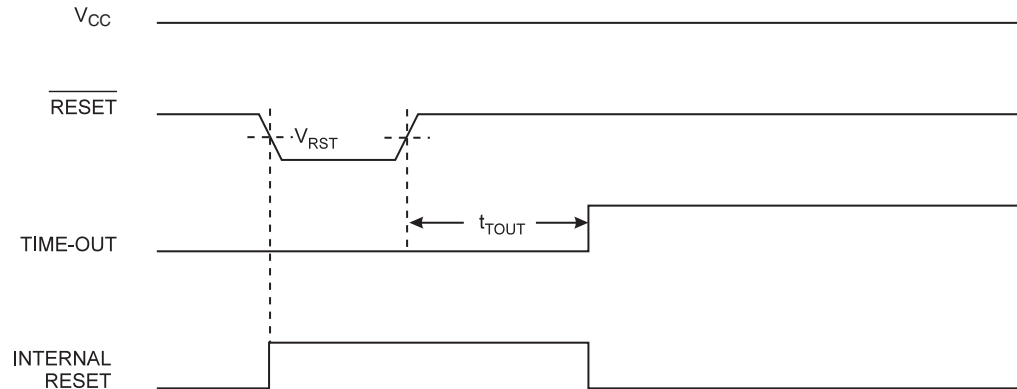 VCC
RESET
VRST
tTOUT
TIME-OUT
INTERNAL
RESET